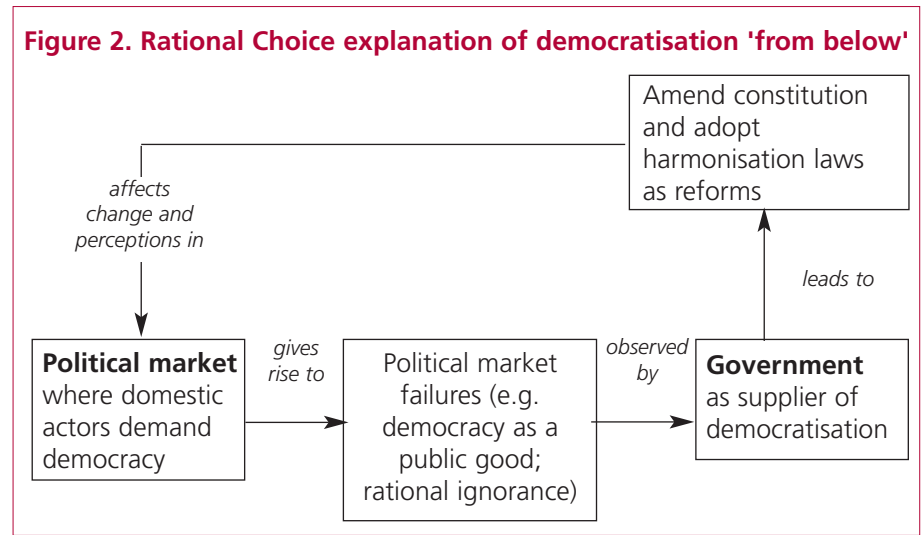 Figure 2. Rational Choice explanation of democratisation 'from below'
Amend constitution
and adopt
harmonisation laws
as reforms
affects
change and
perceptions in
leads to
Political market
where domestic
actors demand
democracy
gives
rise to
Political market
failures (e.g.
democracy as a
public good;
rational ignorance)
observed
by
Government
as supplier of
democratisation